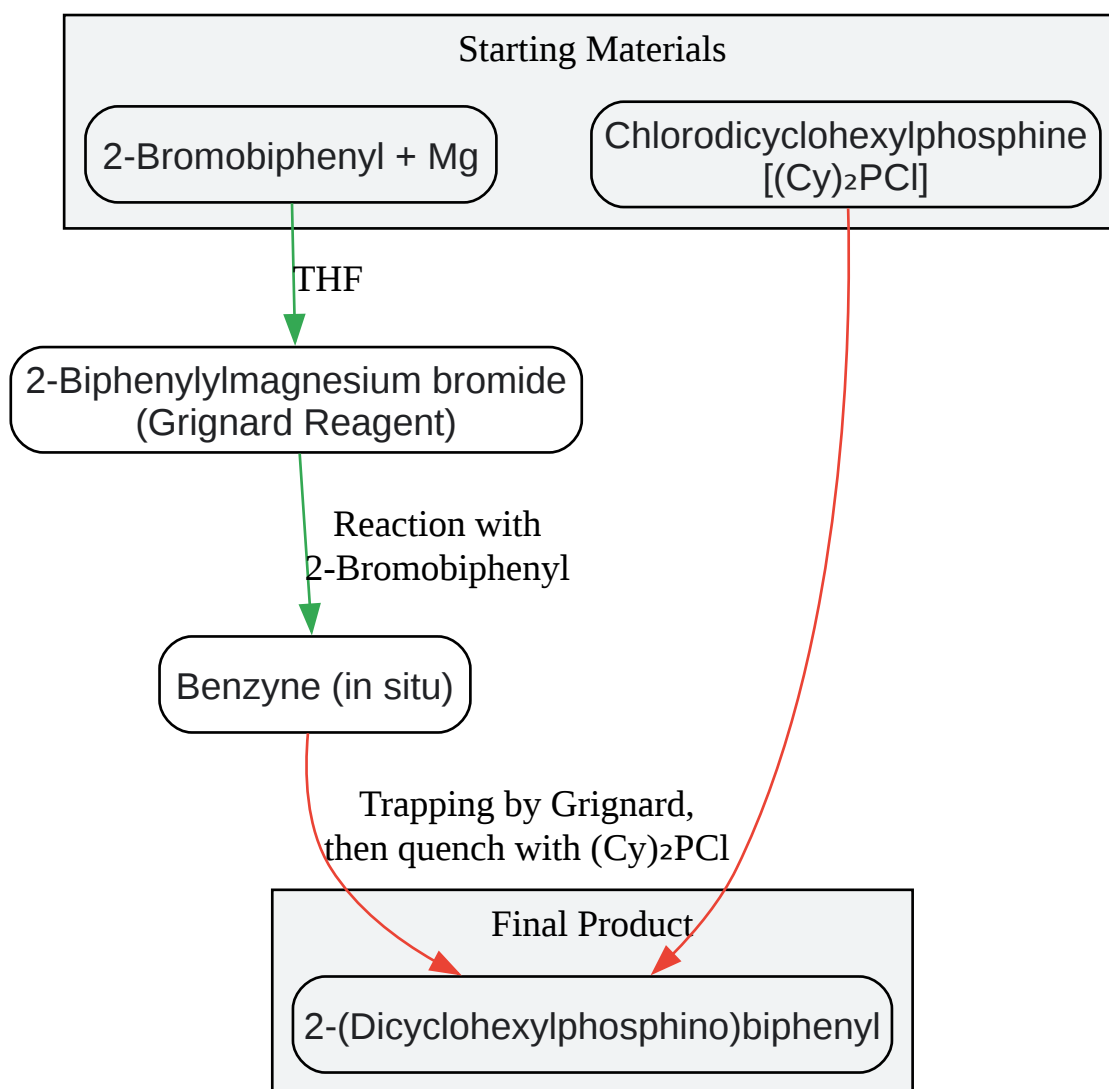 Starting Materials
2-Bromobiphenyl + Mg
Chlorodicyclohexylphosphine
[(Cy)₂PCl]
THF
2-Biphenylylmagnesium bromide
(Grignard Reagent)
Reaction with
2-Bromobiphenyl
Benzyne (in situ)
Trapping by Grignard,
then quench with (Cy)₂PCl
Final Product
2-(Dicyclohexylphosphino)biphenyl